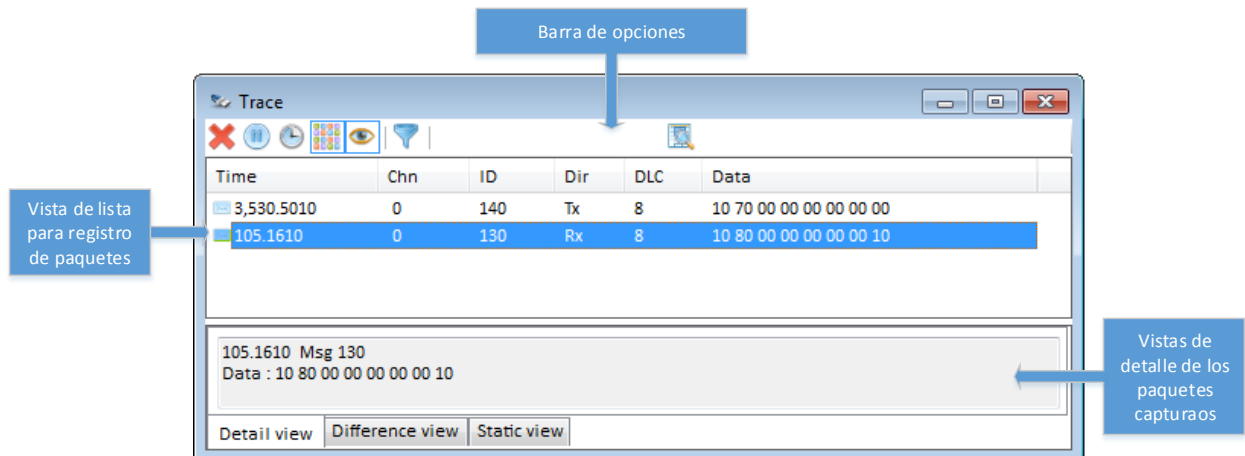 Barra de opciones
Trace
Time Chn ID Dir DLC Data
3,530.5010 0 140 Tx 8 10 70 00 00 00 00 00 00
105.1610 0 130 Rx 8 10 80 00 00 00 00 00 10
Vista de lista
para registro
de paquetes
105.1610 Msg 130
Data : 10 80 00 00 00 00 00 10
Vistas de
detalle de los
paquetes
capturaos
Detail view Difference view Static view